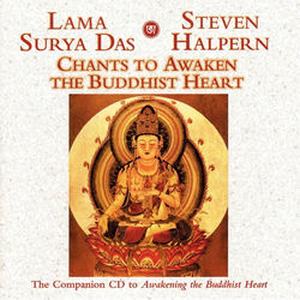 LAMA
SURYA DAS
STEVEN
HALPERN
CHANTS TO AWAKEN
THE BUDDHIST HEART
The Companion CD to Awakening the Buddhist Heart